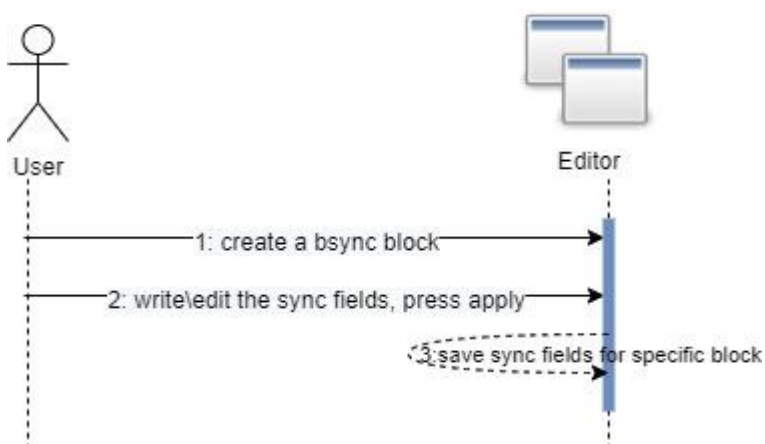 User
Editor
1: create a bsync block
2: write\edit the sync fields, press apply
3:save sync fields for specific block